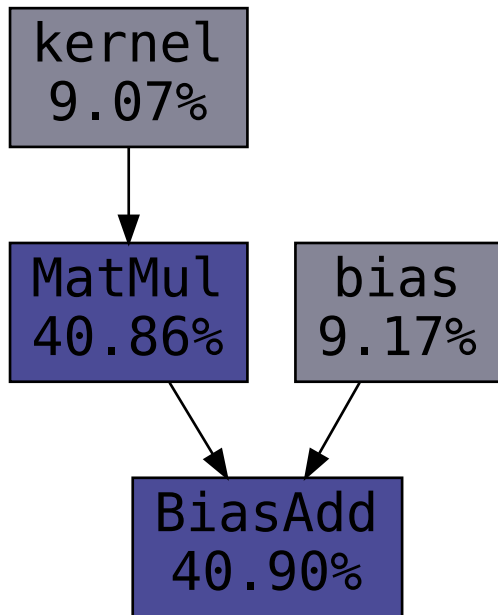 kernel
9.07%
MatMul
40.86%
bias
9.17%
BiasAdd
40.90%